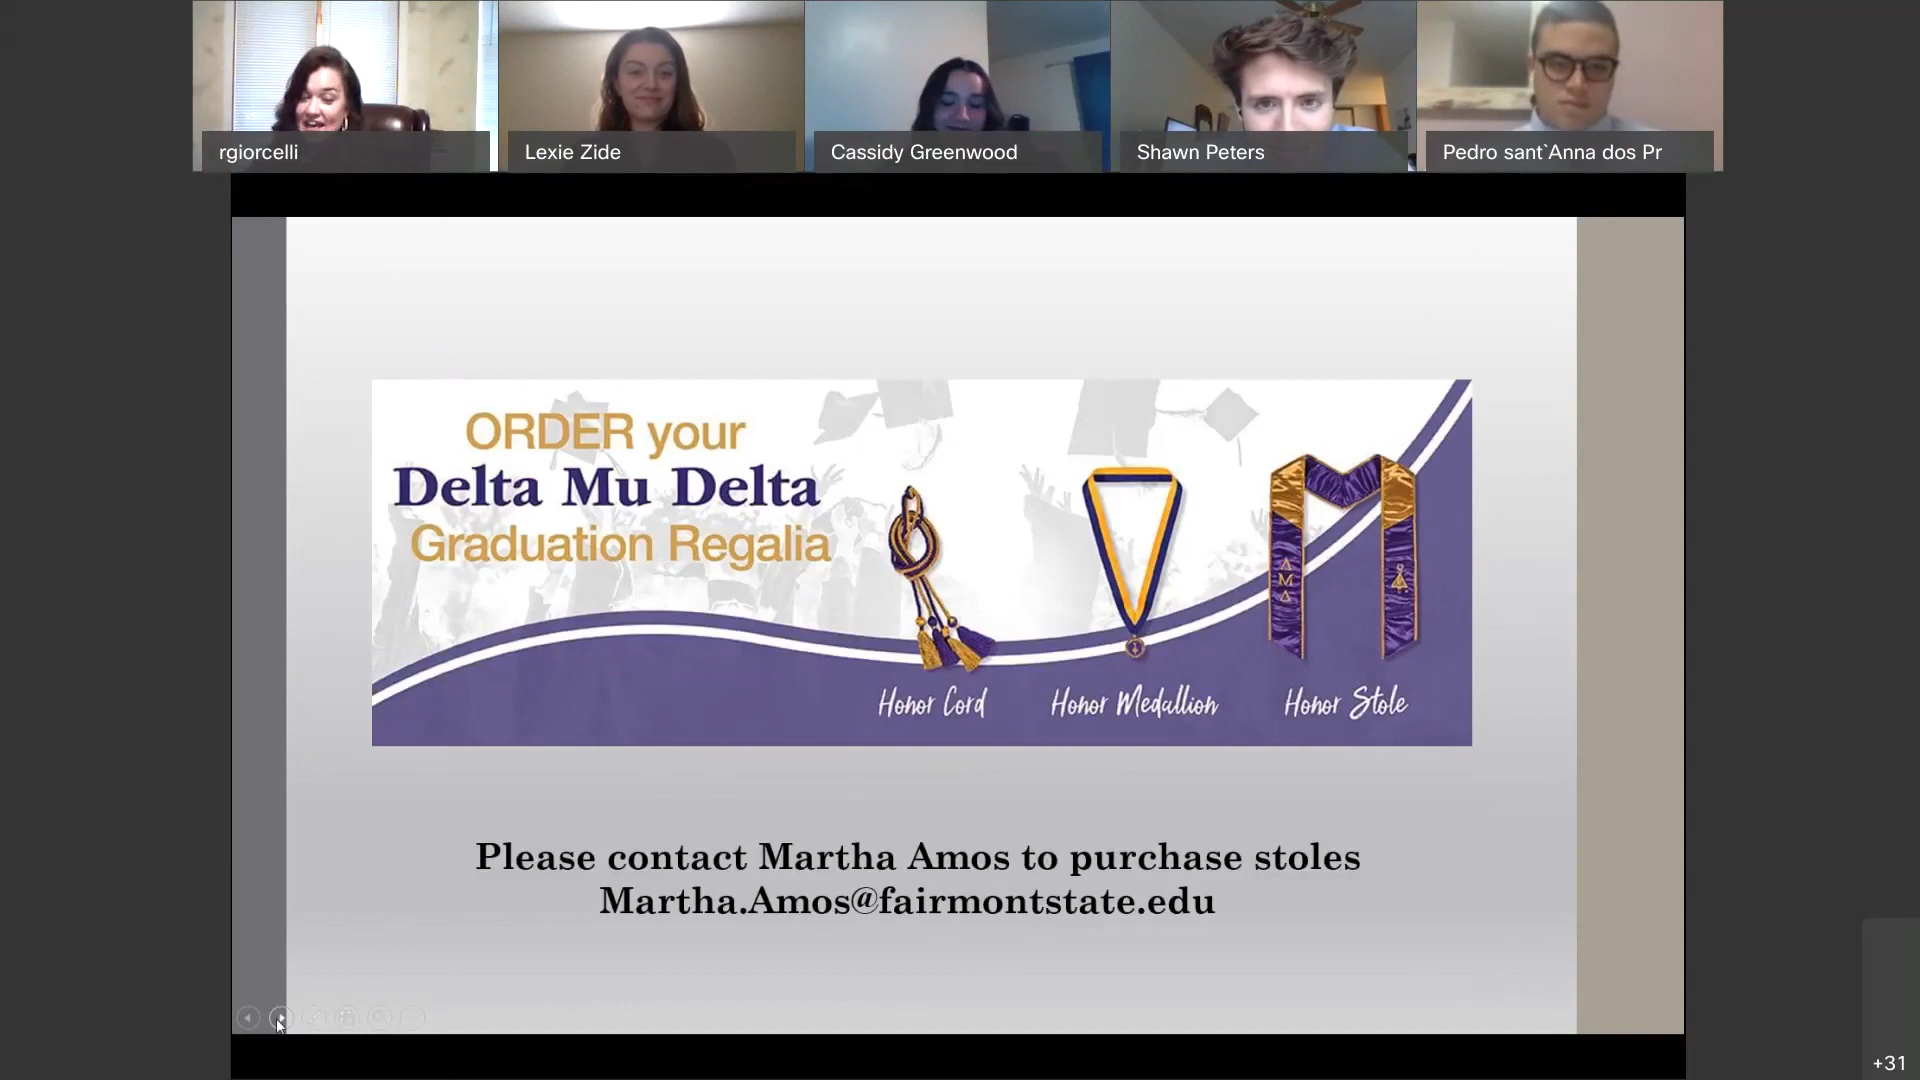 rgiorcelli
Lexie Zide
Cassidy Greenwood
Shawn Peters
Pedro sant`Anna dos Pr
ORDER your
Delta Mu Delta
Graduation Regalia
Δ
Μ
Δ
Honor Cord
Honor Medallion
Honor Stole
Please contact Martha Amos to purchase stoles
Martha.Amos@fairmontstate.edu
+31